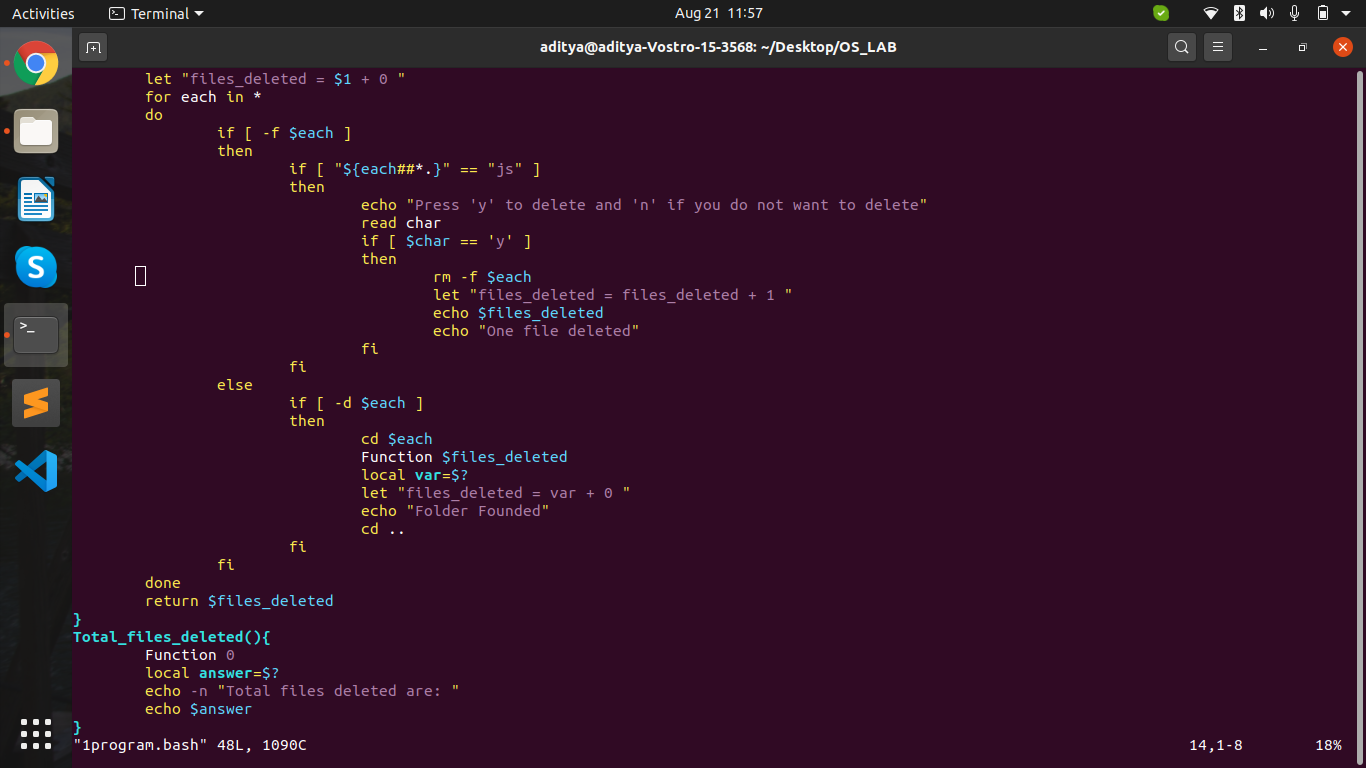 Activities Terminal Aug 21 11:57
aditya@aditya-Vostro-15-3568: ~/Desktop/OS_LAB
let "files_deleted = $1 + 0 "
for each in *
do
if [ -f $each ]
then
if [ "${each##*.}" == "js" ]
then
echo "Press 'y' to delete and 'n' if you do not want to delete"
read char
if [ $char == 'y' ]
then
rm -f $each
let "files_deleted = files_deleted + 1 "
echo $files_deleted
echo "One file deleted"
fi
fi
else
if [ -d $each ]
then
cd $each
Function $files_deleted
local var=$?
let "files_deleted = var + 0 "
echo "Folder Founded"
cd ..
fi
fi
done
return $files_deleted
}
Total_files_deleted(){
Function 0
local answer=$?
echo -n "Total files deleted are: "
echo $answer
}
"1program.bash" 48L, 1090C 14,1-8 18%